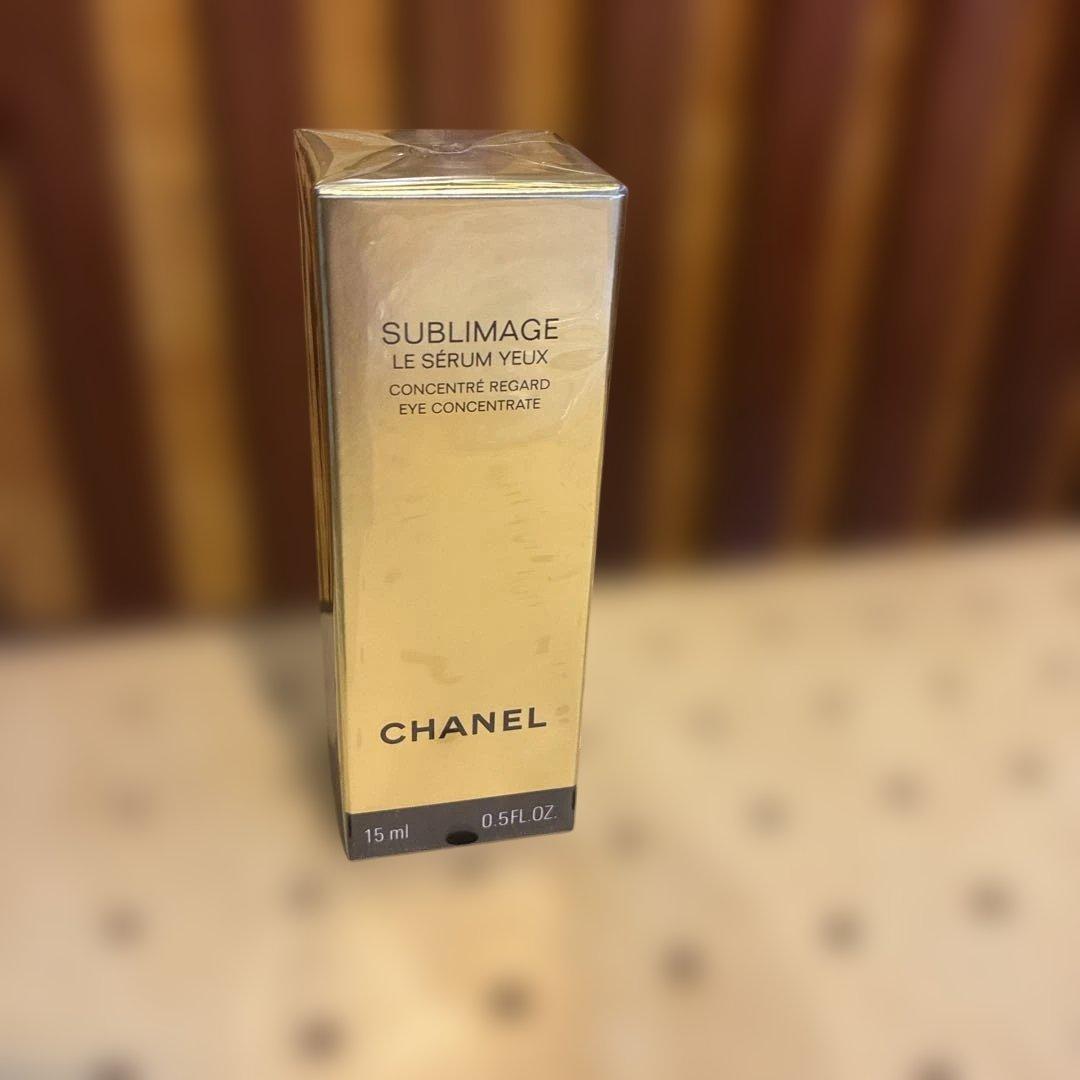 SUBLIMAGE
LE SÉRUM YEUX
CONCENTRÉ REGARD
EYE CONCENTRATE
CHANEL
15 ml 0.5FL.OZ.